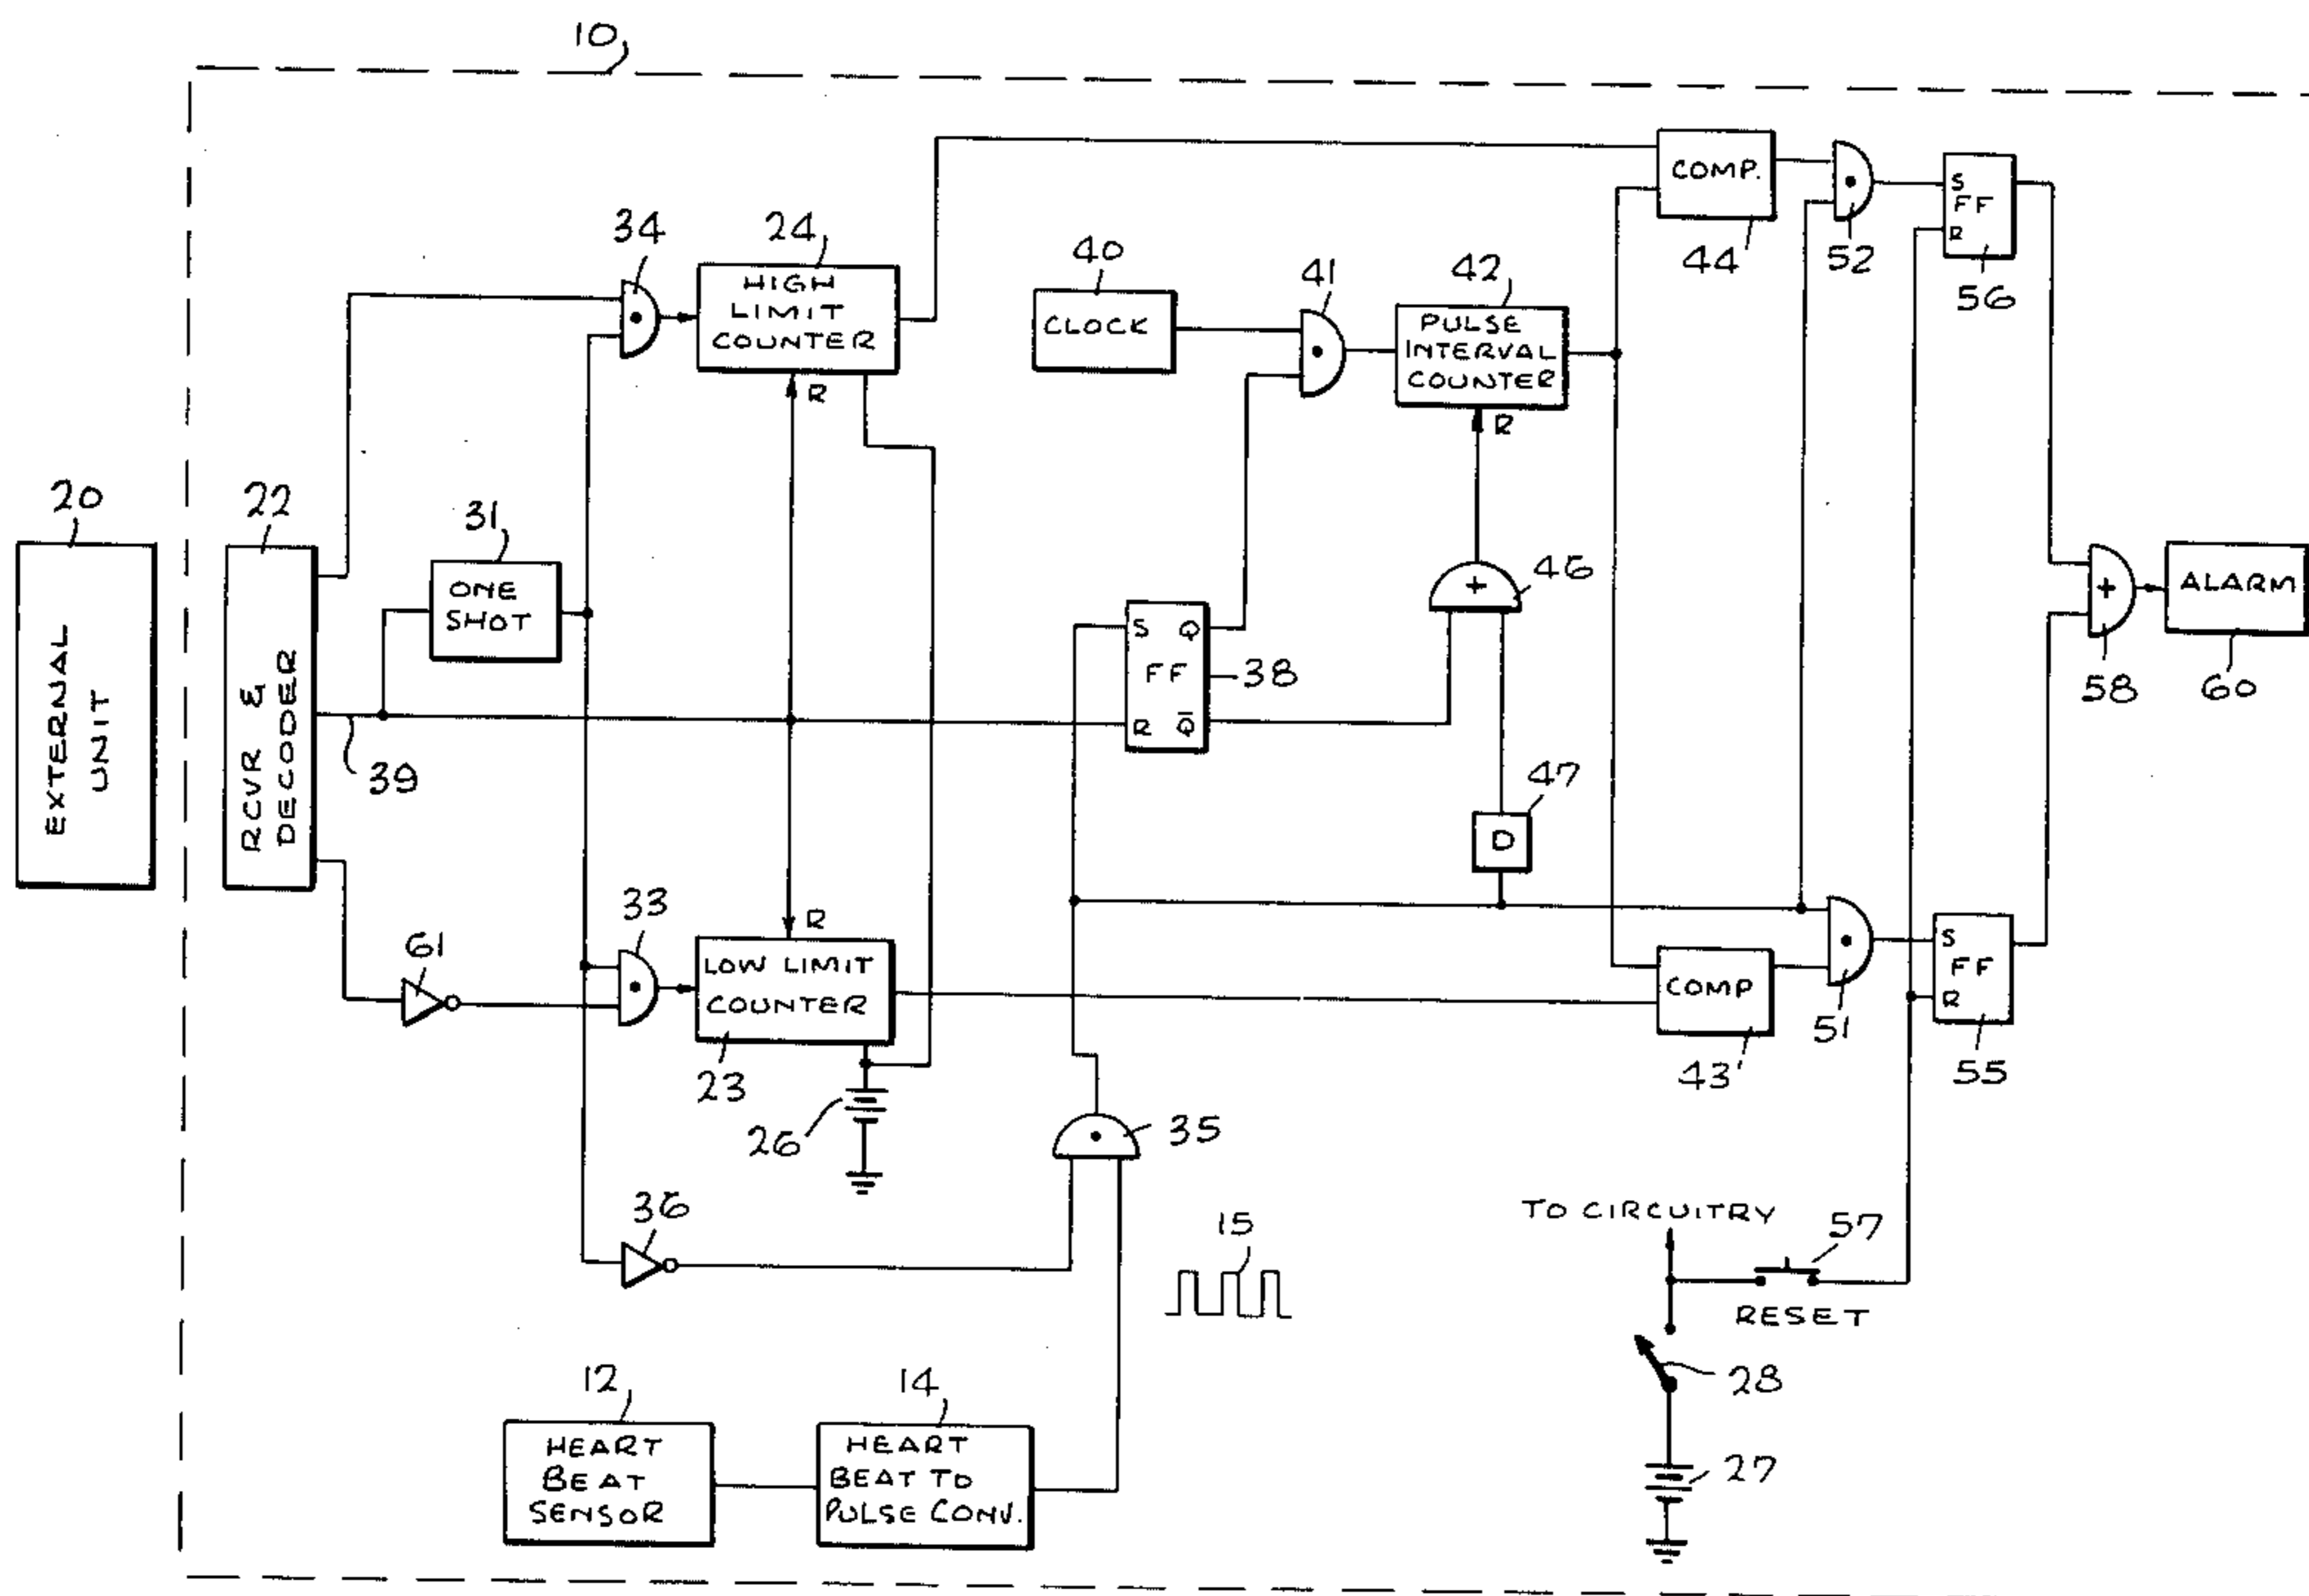 10
34
24
HIGH
LIMIT
COUNTER
R
40
CLOCK
41
42
PULSE
INTERVAL
COUNTER
R
COMP.
44
52
S
FF
R
56
20
EXTERNAL
UNIT
22
RCVR &
DECODER
31
ONE
SHOT
39
S Q
FF
R Q̅
38
+
46
47
D
+
58
ALARM
60
61
33
R
LOW LIMIT
COUNTER
23
26
COMP
43
51
S
FF
R
55
35
36
15
12
HEART
BEAT
SENSOR
14
HEART
BEAT TO
PULSE CONV.
TO CIRCUITRY
57
RESET
28
27